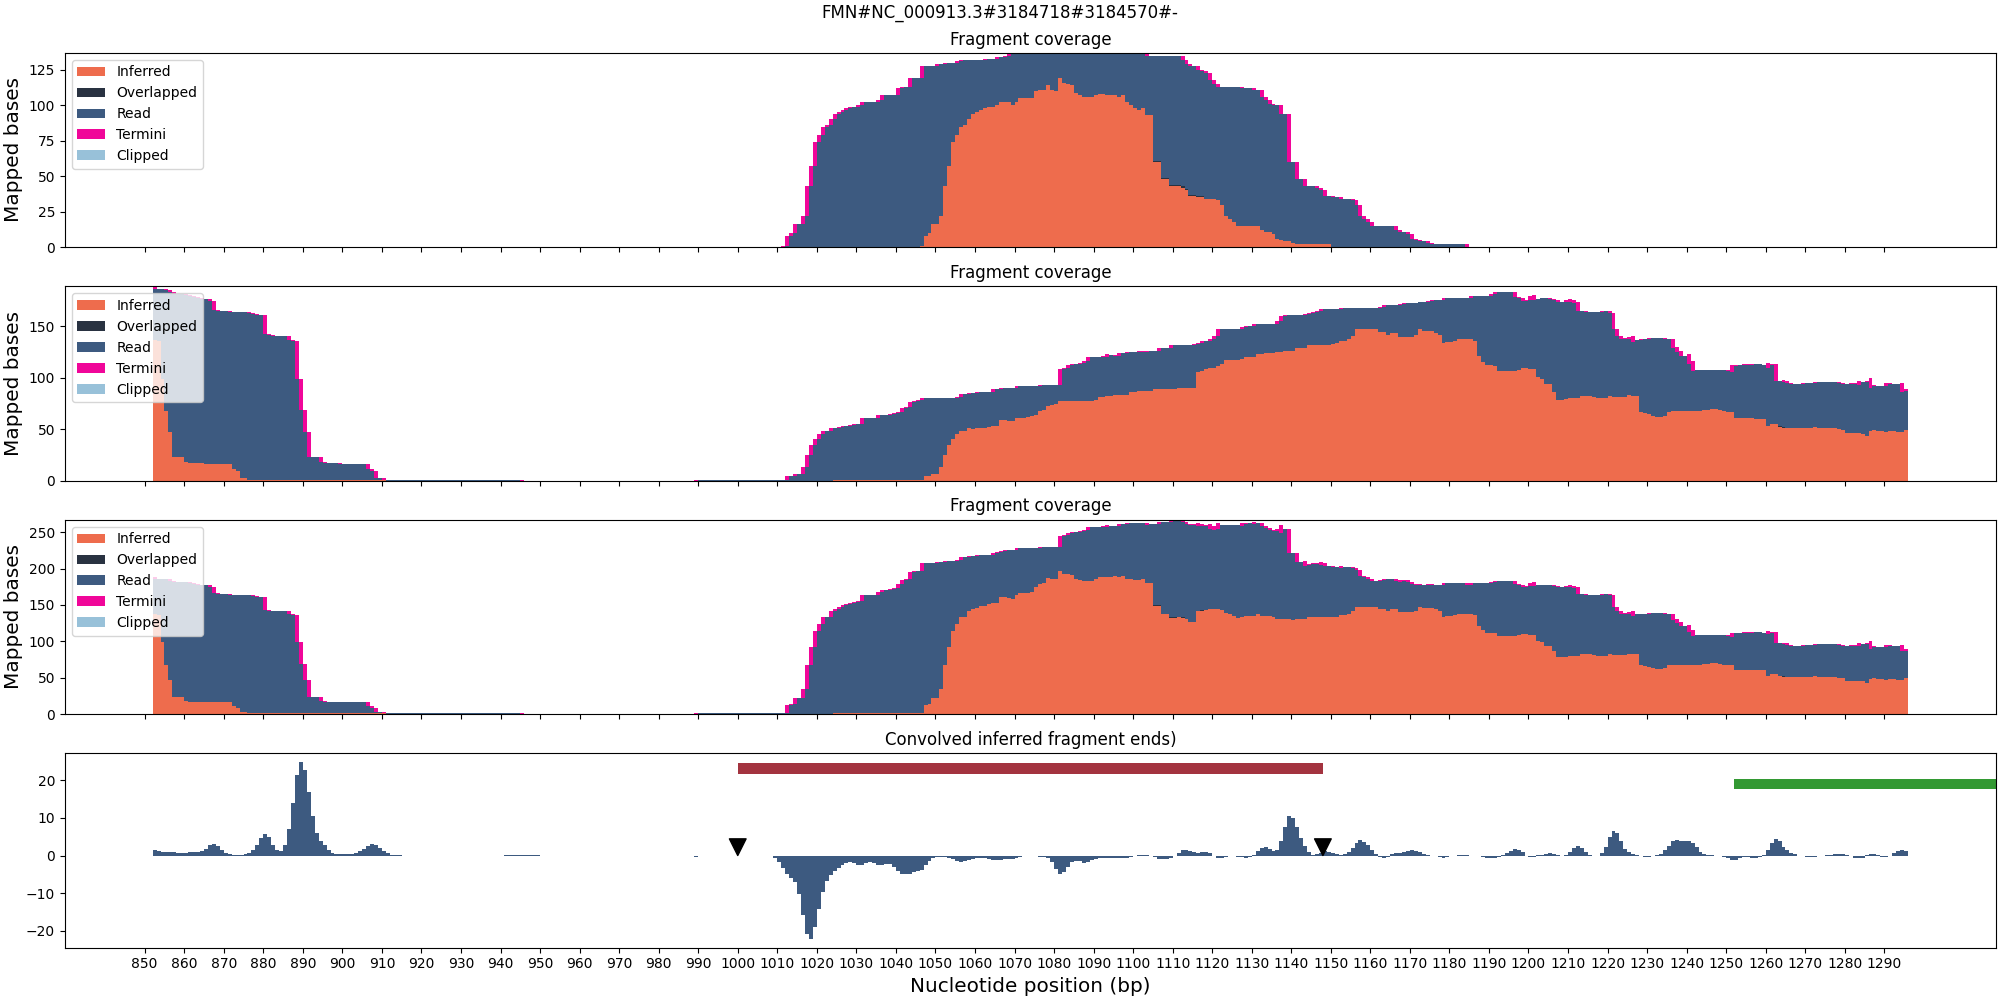 FMN#NC_000913.3#3184718#3184570#-
Fragment coverage
Mapped bases
125
100
75
50
25
0
Inferred
Overlapped
Read
Termini
Clipped
Fragment coverage
Mapped bases
150
100
50
0
Inferred
Overlapped
Read
Termini
Clipped
Fragment coverage
Mapped bases
250
200
150
100
50
0
Inferred
Overlapped
Read
Termini
Clipped
Convolved inferred fragment ends)
20
10
0
−10
−20
850 860 870 880 890 900 910 920 930 940 950 960 970 980 990 1000 1010 1020 1030 1040 1050 1060 1070 1080 1090 1100 1110 1120 1130 1140 1150 1160 1170 1180 1190 1200 1210 1220 1230 1240 1250 1260 1270 1280 1290
Nucleotide position (bp)